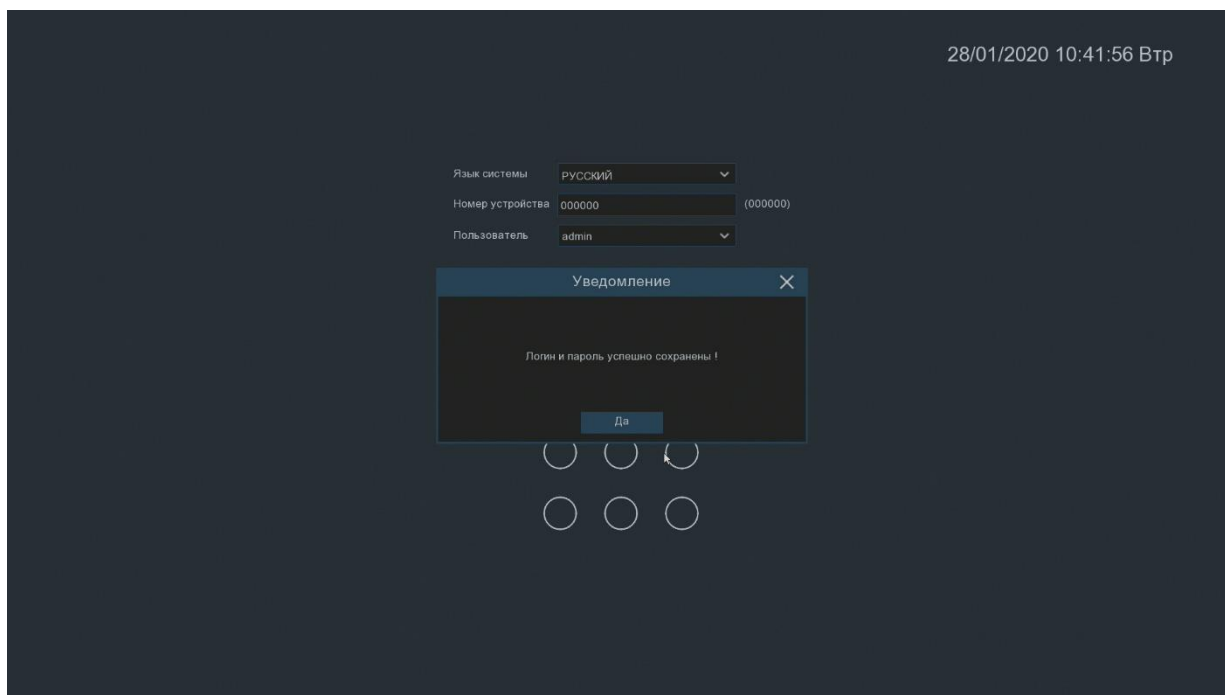 28/01/2020 10:41:56 Втр
Язык системы РУССКИЙ
Номер устройства 000000 (000000)
Пользователь admin
Уведомление
Логин и пароль успешно сохранены !
Да